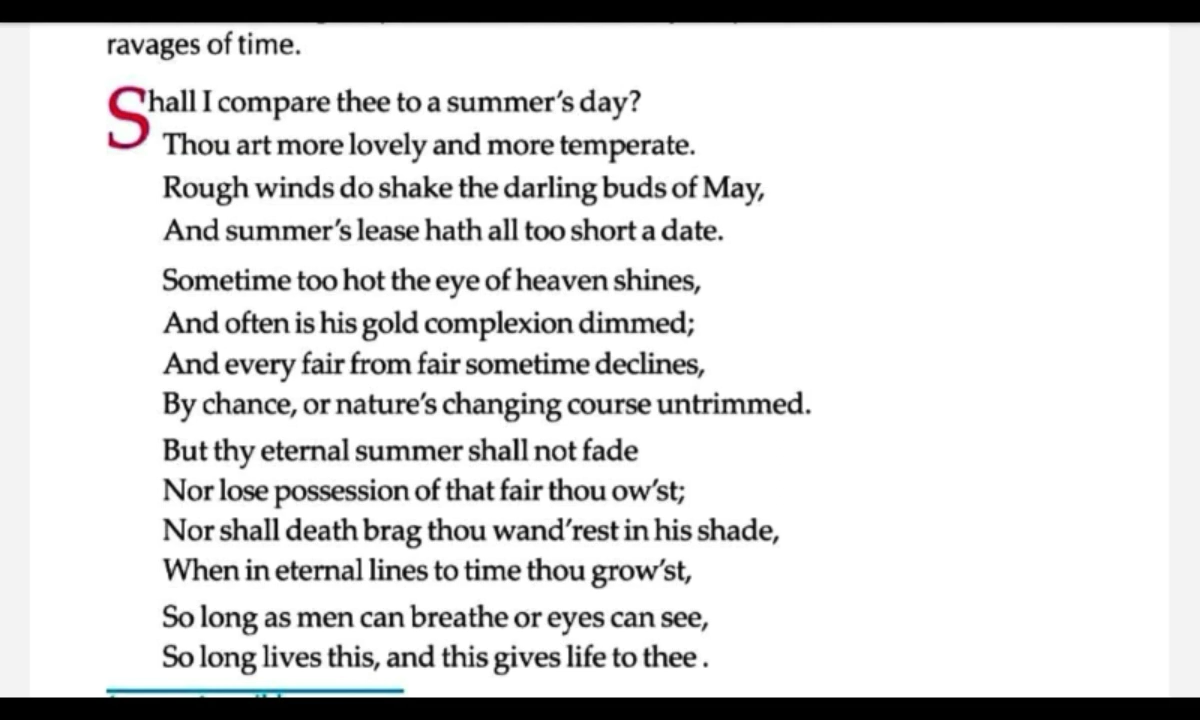 ravages of time.
Shall I compare thee to a summer's day?
Thou art more lovely and more temperate.
Rough winds do shake the darling buds of May,
And summer's lease hath all too short a date.
Sometime too hot the eye of heaven shines,
And often is his gold complexion dimmed;
And every fair from fair sometime declines,
By chance, or nature's changing course untrimmed.
But thy eternal summer shall not fade
Nor lose possession of that fair thou ow'st;
Nor shall death brag thou wand'rest in his shade,
When in eternal lines to time thou grow'st,
So long as men can breathe or eyes can see,
So long lives this, and this gives life to thee .